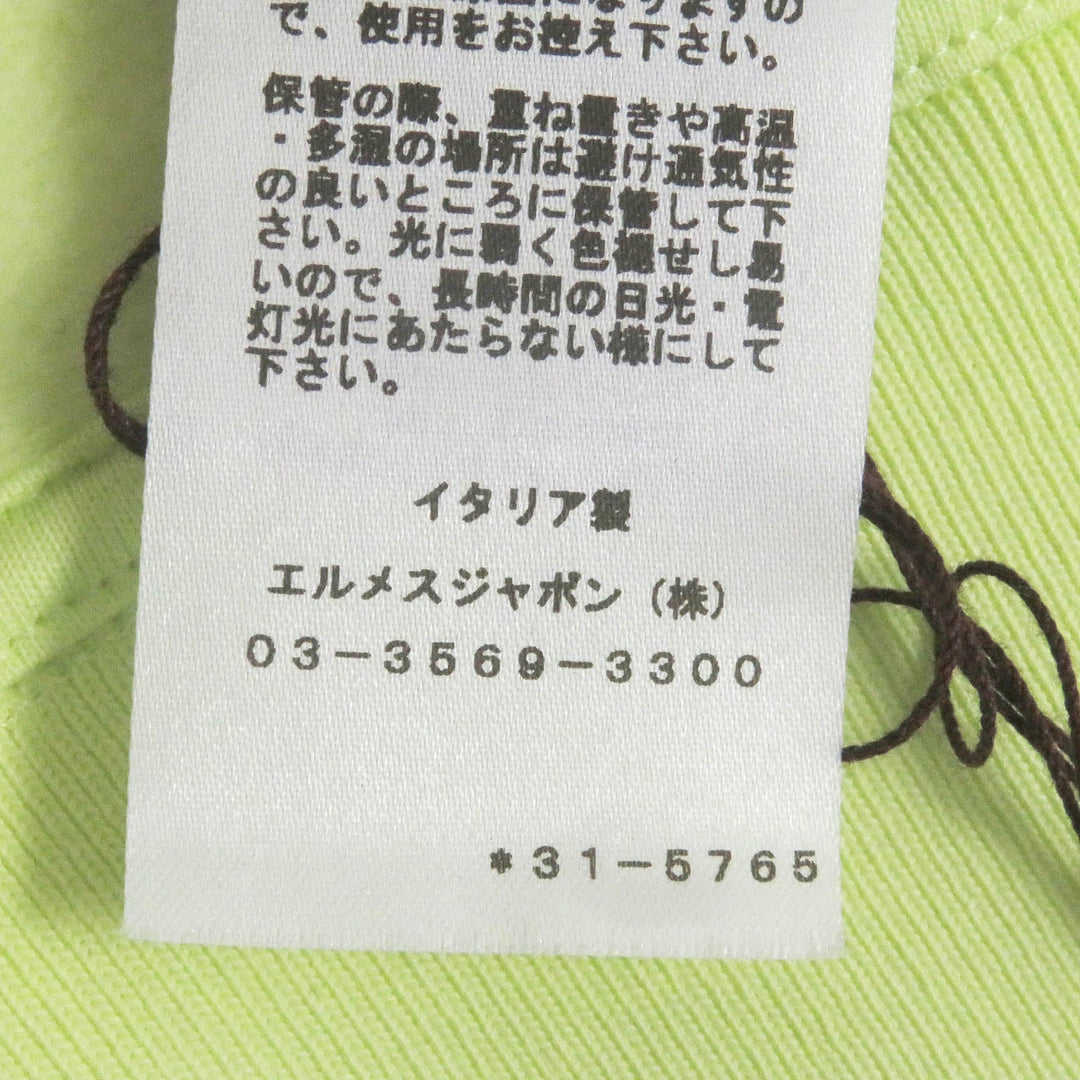 で、使用をお控え下さい。
保管の際、重ね置きや高温
・多湿の場所は避け通気性
の良いところに保管して下
さい。光に弱く色褪せし易
いので、長時間の日光・電
灯光にあたらない様にして
下さい。
イタリア製
エルメスジャポン（株）
03-3569-3300
*31-5765